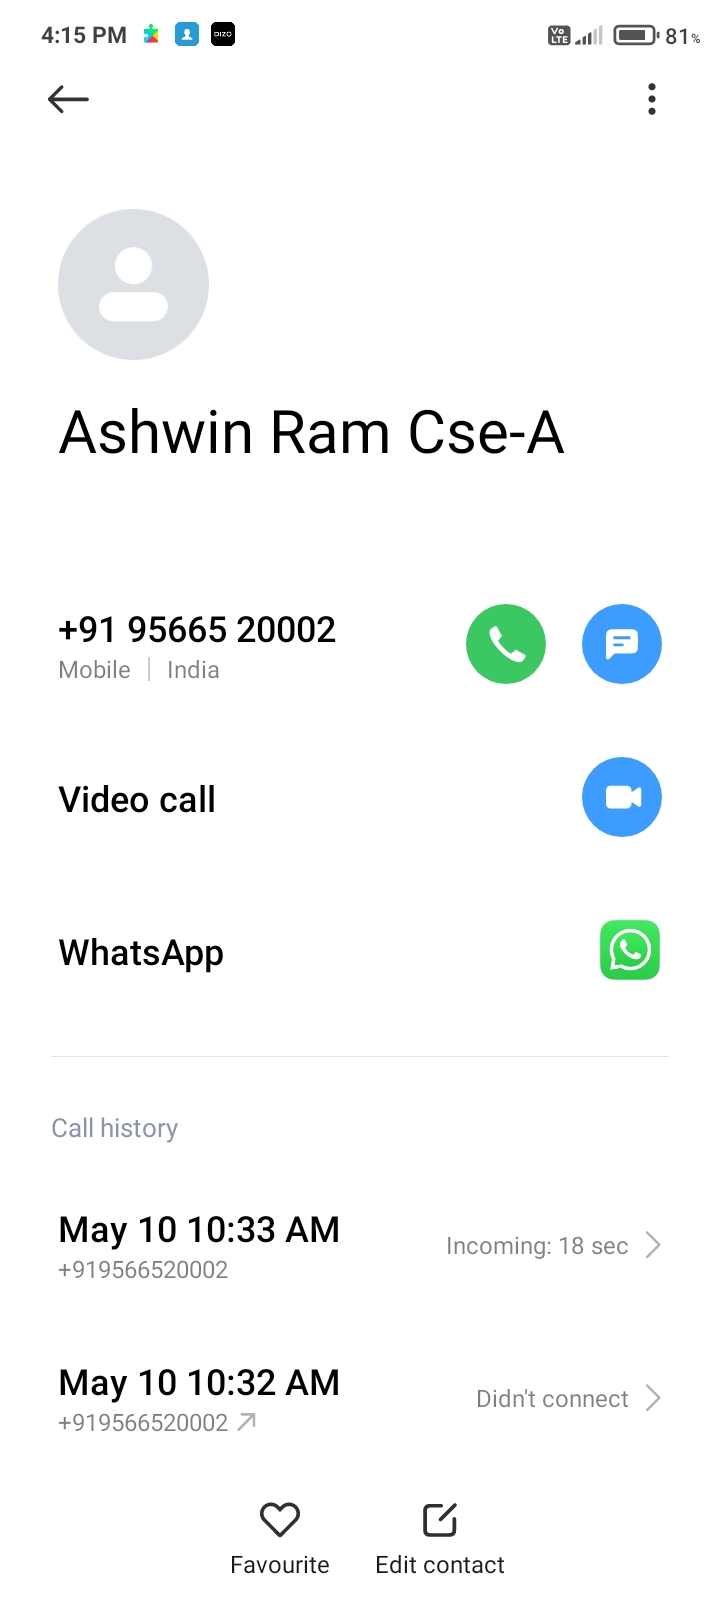 4:15 PM DIZO Vo LTE 81%
Ashwin Ram Cse-A
+91 95665 20002
Mobile | India
Video call
WhatsApp
Call history
May 10 10:33 AM
Incoming: 18 sec
+919566520002
May 10 10:32 AM
Didn't connect
+919566520002
Favourite Edit contact